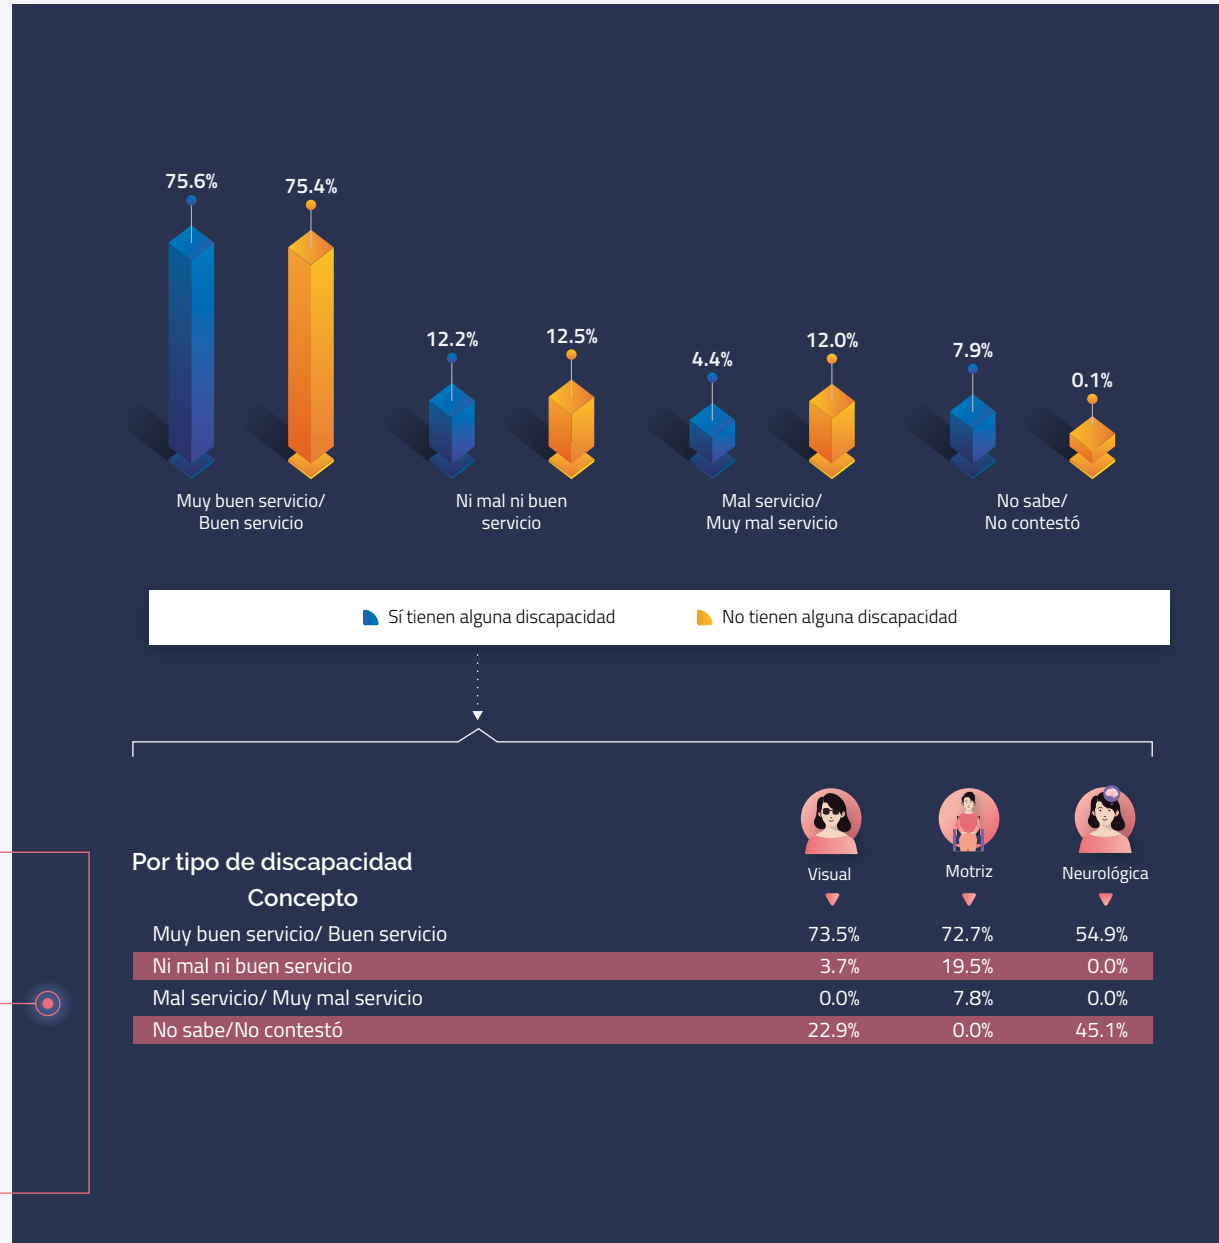 75.6%
75.4%
12.2%
12.5%
4.4%
12.0%
7.9%
0.1%
Muy buen servicio/
Buen servicio
Ni mal ni buen
servicio
Mal servicio/
Muy mal servicio
No sabe/
No contestó
Sí tienen alguna discapacidad
No tienen alguna discapacidad
Por tipo de discapacidad
Concepto
Visual
Motriz
Neurológica
Muy buen servicio/ Buen servicio 73.5% 72.7% 54.9%
Ni mal ni buen servicio 3.7% 19.5% 0.0%
Mal servicio/ Muy mal servicio 0.0% 7.8% 0.0%
No sabe/No contestó 22.9% 0.0% 45.1%